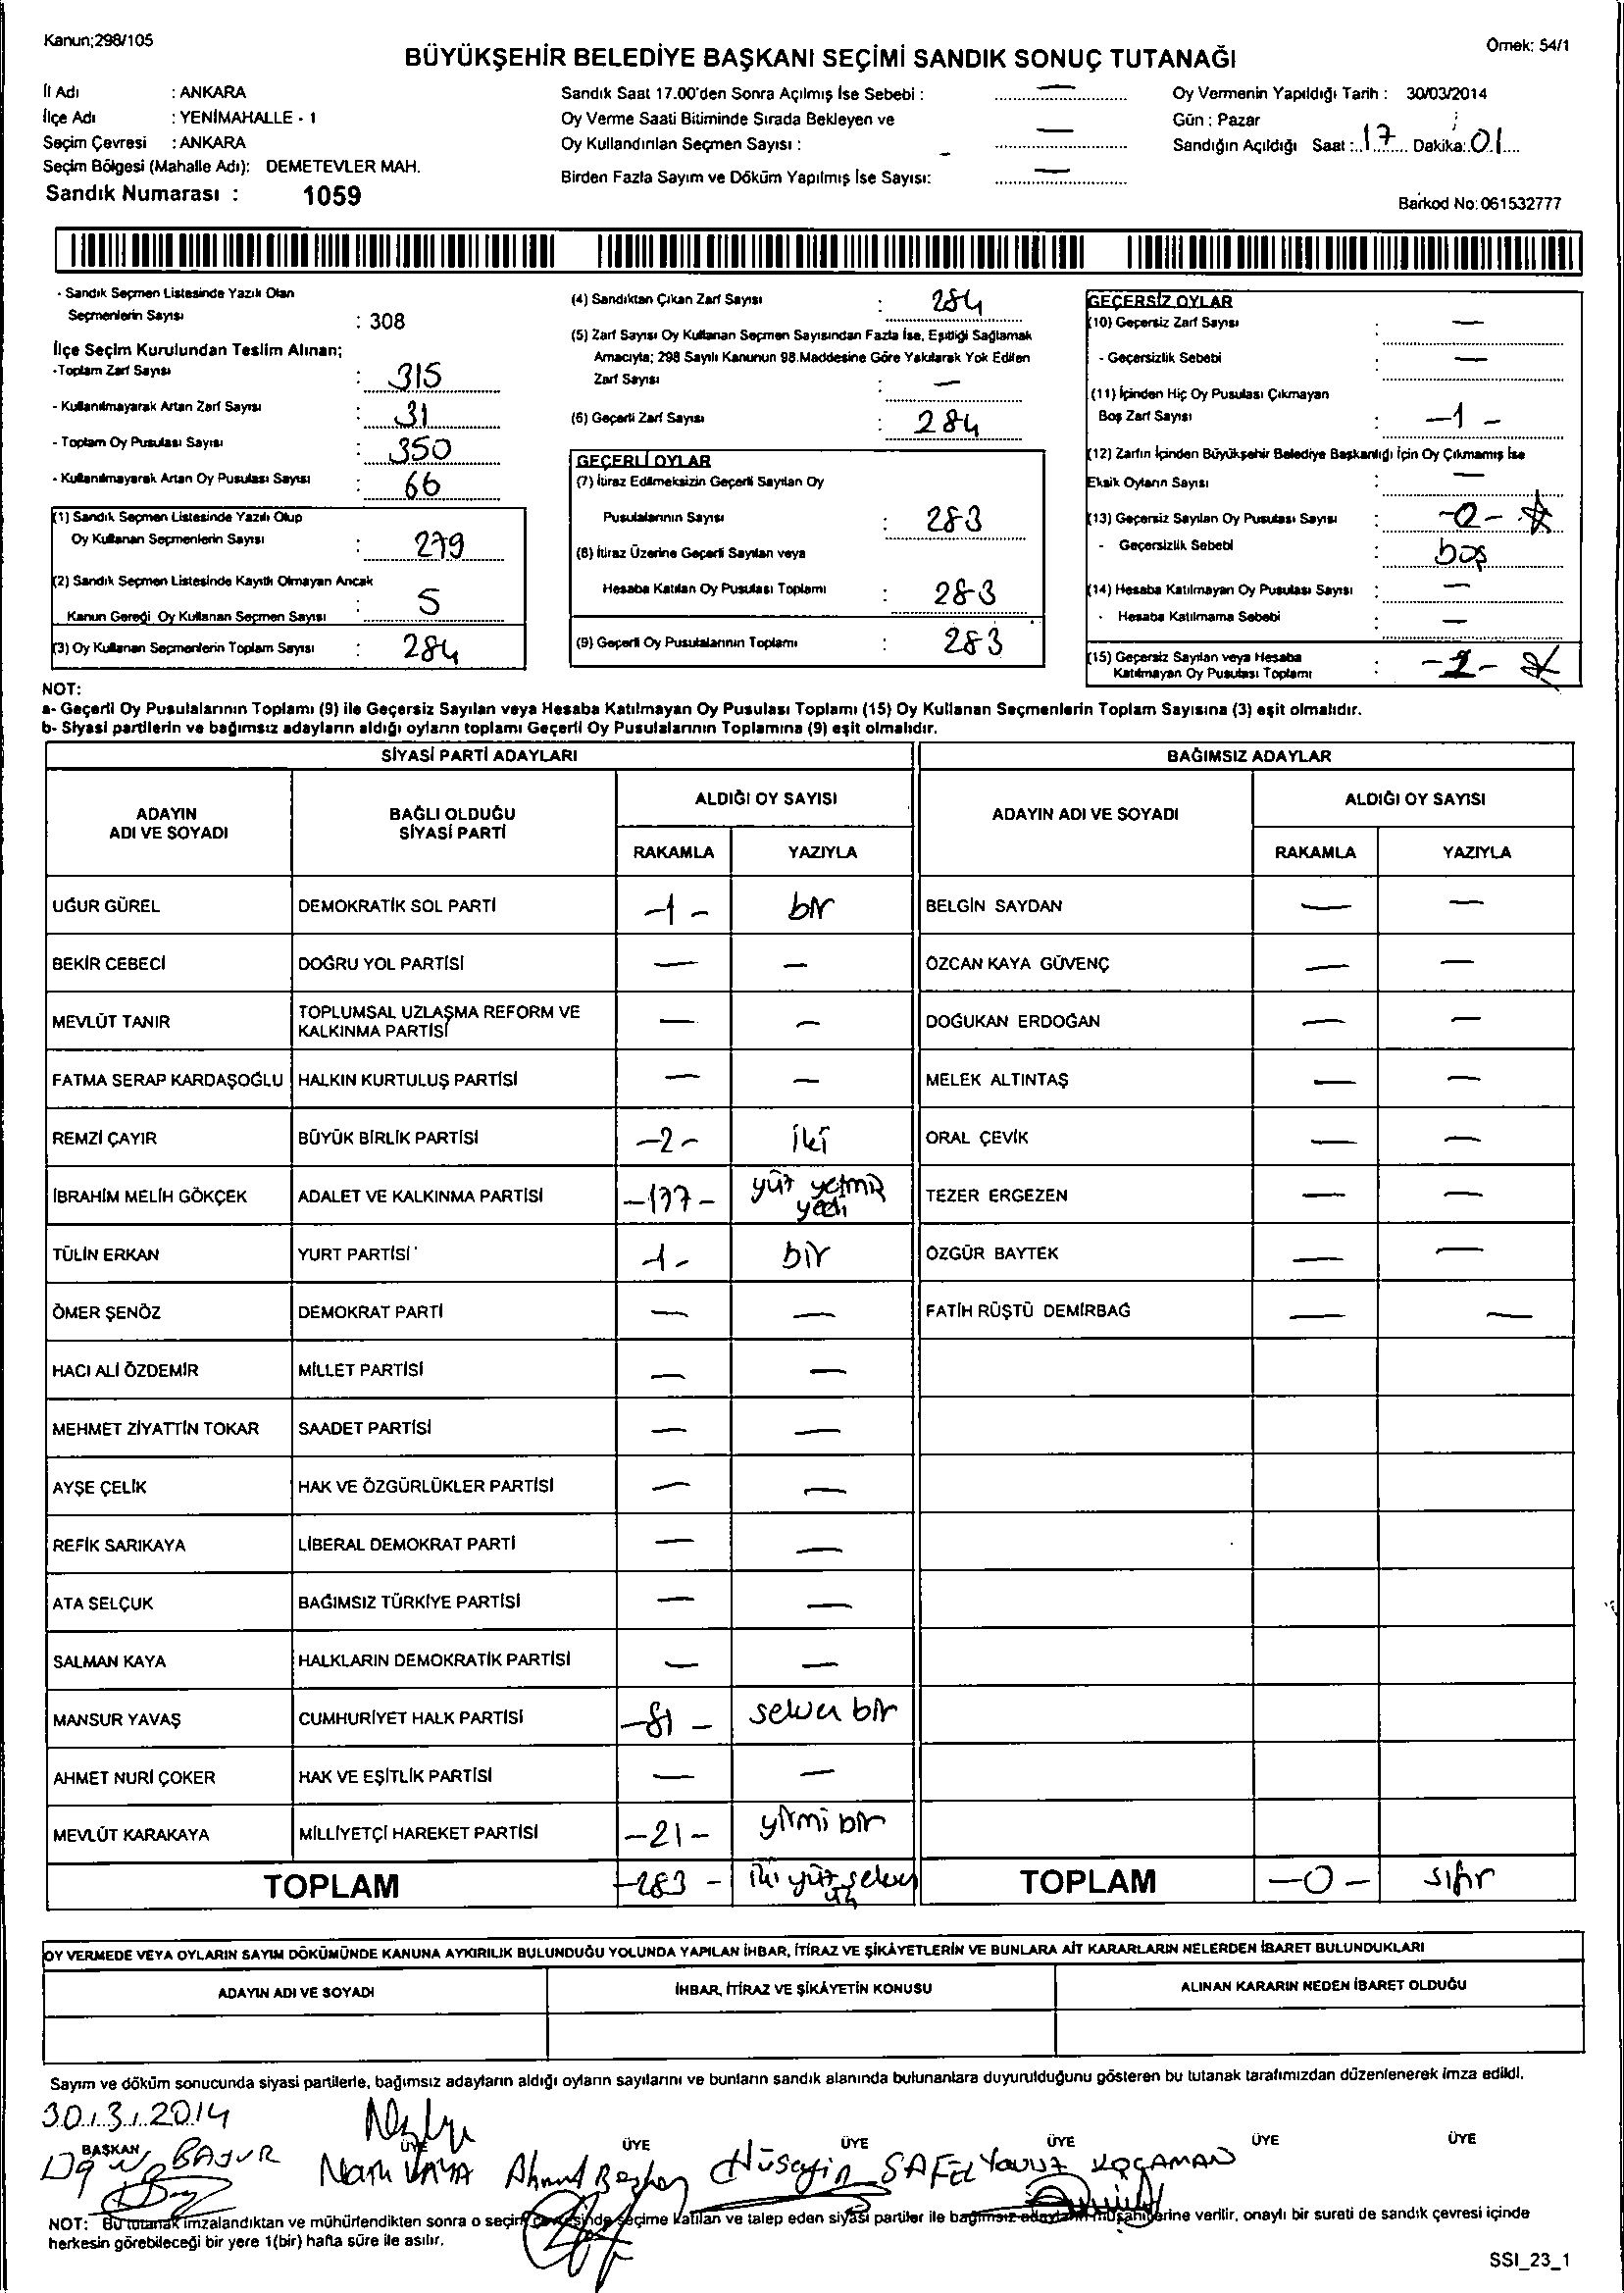 Kanun;298/105
Örnek: 54/1
BÜYÜKŞEHİR BELEDİYE BAŞKANI SEÇİMİ SANDIK SONUÇ TUTANAĞI
İl Adı : ANKARA
İlçe Adı : YENİMAHALLE - 1
Seçim Çevresi : ANKARA
Seçim Bölgesi (Mahalle Adı): DEMETEVLER MAH.
Sandık Numarası : 1059
Sandık Saat 17.00'den Sonra Açılmış İse Sebebi : —
Oy Verme Saati Bitiminde Sırada Bekleyen ve
Oy Kullandırılan Seçmen Sayısı : —
Birden Fazla Sayım ve Döküm Yapılmış İse Sayısı: —
Oy Vermenin Yapıldığı Tarih : 30/03/2014
Gün : Pazar
Sandığın Açıldığı Saat : 17 Dakika: 01
Barkod No:061532777
- Sandık Seçmen Listesinde Yazılı Olan
Seçmenlerin Sayısı : 308
İlçe Seçim Kurulundan Teslim Alınan;
-Toplam Zarf Sayısı : 315
- Kullanılmayarak Artan Zarf Sayısı : 31
- Toplam Oy Pusulası Sayısı : 350
- Kullanılmayarak Artan Oy Pusulası Sayısı : 66
(1) Sandık Seçmen Listesinde Yazılı Olup
Oy Kullanan Seçmenlerin Sayısı : 279
(2) Sandık Seçmen Listesinde Kayıtlı Olmayan Ancak
Kanun Gereği Oy Kullanan Seçmen Sayısı : 5
(3) Oy Kullanan Seçmenlerin Toplam Sayısı : 284
(4) Sandıktan Çıkan Zarf Sayısı : 284
(5) Zarf Sayısı Oy Kullanan Seçmen Sayısından Fazla İse, Eşitliği Sağlamak
Amacıyla; 298 Sayılı Kanunun 98.Maddesine Göre Yakılarak Yok Edilen
Zarf Sayısı : —
(6) Geçerli Zarf Sayısı : 284
GEÇERLİ OYLAR
(7) İtiraz Edilmeksizin Geçerli Sayılan Oy
Pusulalarının Sayısı : 283
(8) İtiraz Üzerine Geçerli Sayılan veya
Hesaba Katılan Oy Pusulası Toplamı : 283
(9) Geçerli Oy Pusulalarının Toplamı : 283
GEÇERSİZ OYLAR
(10) Geçersiz Zarf Sayısı : —
- Geçersizlik Sebebi : —
(11) İçinden Hiç Oy Pusulası Çıkmayan
Boş Zarf Sayısı : -1-
(12) Zarfın İçinden Büyükşehir Belediye Başkanlığı İçin Oy Çıkmamış İse
Eksik Oyların Sayısı : —
(13) Geçersiz Sayılan Oy Pusulası Sayısı : -0-
- Geçersizlik Sebebi : boş
(14) Hesaba Katılmayan Oy Pusulası Sayısı : —
- Hesaba Katılmama Sebebi : —
(15) Geçersiz Sayılan veya Hesaba
Katılmayan Oy Pusulası Toplamı : -1-
NOT:
a- Geçerli Oy Pusulalarının Toplamı (9) ile Geçersiz Sayılan veya Hesaba Katılmayan Oy Pusulası Toplamı (15) Oy Kullanan Seçmenlerin Toplam Sayısına (3) eşit olmalıdır.
b- Siyasi partilerin ve bağımsız adayların aldığı oyların toplamı Geçerli Oy Pusulalarının Toplamına (9) eşit olmalıdır.
SİYASİ PARTİ ADAYLARI BAĞIMSIZ ADAYLAR
ADAYIN ADI VE SOYADI BAĞLI OLDUĞU SİYASİ PARTİ ALDIĞI OY SAYISI ADAYIN ADI VE SOYADI ALDIĞI OY SAYISI
RAKAMLA YAZIYLA RAKAMLA YAZIYLA
UĞUR GÜREL DEMOKRATİK SOL PARTİ -1- bir BELGİN SAYDAN — —
BEKİR CEBECİ DOĞRU YOL PARTİSİ — — ÖZCAN KAYA GÜVENÇ — —
MEVLÜT TANIR TOPLUMSAL UZLAŞMA REFORM VE KALKINMA PARTİSİ — — DOĞUKAN ERDOĞAN — —
FATMA SERAP KARDAŞOĞLU HALKIN KURTULUŞ PARTİSİ — — MELEK ALTINTAŞ — —
REMZİ ÇAYIR BÜYÜK BİRLİK PARTİSİ -2- iki ORAL ÇEVİK — —
İBRAHİM MELİH GÖKÇEK ADALET VE KALKINMA PARTİSİ -177- yüz yetmiş yedi TEZER ERGEZEN — —
TÜLİN ERKAN YURT PARTİSİ -1- bir ÖZGÜR BAYTEK — —
ÖMER ŞENÖZ DEMOKRAT PARTİ — — FATİH RÜŞTÜ DEMİRBAĞ — —
HACI ALİ ÖZDEMİR MİLLET PARTİSİ — —
MEHMET ZİYATTİN TOKAR SAADET PARTİSİ — —
AYŞE ÇELİK HAK VE ÖZGÜRLÜKLER PARTİSİ — —
REFİK SARIKAYA LİBERAL DEMOKRAT PARTİ — —
ATA SELÇUK BAĞIMSIZ TÜRKİYE PARTİSİ — —
SALMAN KAYA HALKLARIN DEMOKRATİK PARTİSİ — —
MANSUR YAVAŞ CUMHURİYET HALK PARTİSİ -81- seksen bir
AHMET NURİ ÇOKER HAK VE EŞİTLİK PARTİSİ — —
MEVLÜT KARAKAYA MİLLİYETÇİ HAREKET PARTİSİ -21- yirmi bir
TOPLAM -283- iki yüz seksen üç TOPLAM -0- sıfır
OY VERMEDE VEYA OYLARIN SAYIM DÖKÜMÜNDE KANUNA AYKIRILIK BULUNDUĞU YOLUNDA YAPILAN İHBAR, İTİRAZ VE ŞİKÂYETLERİN VE BUNLARA AİT KARARLARIN NELERDEN İBARET BULUNDUKLARI
ADAYIN ADI VE SOYADI İHBAR, İTİRAZ VE ŞİKÂYETİN KONUSU ALINAN KARARIN NEDEN İBARET OLDUĞU
Sayım ve döküm sonucunda siyasi partilerle, bağımsız adayların aldığı oyların sayılarını ve bunların sandık alanında bulunanlara duyurulduğunu gösteren bu tutanak tarafımızdan düzenlenerek imza edildi.
30.3.2014
BAŞKAN ÜYE ÜYE ÜYE ÜYE ÜYE ÜYE
Hüseyin Yavuz KOÇAMAN
NOT: Bu tutanak imzalandıktan ve mühürlendikten sonra o seçim çevresinde seçime katılan ve talep eden siyasi partiler ile bağımsız adayların müşahitlerine verilir, onaylı bir sureti de sandık çevresi içinde
herkesin görebileceği bir yere 1(bir) hafta süre ile asılır.
SSI_23_1